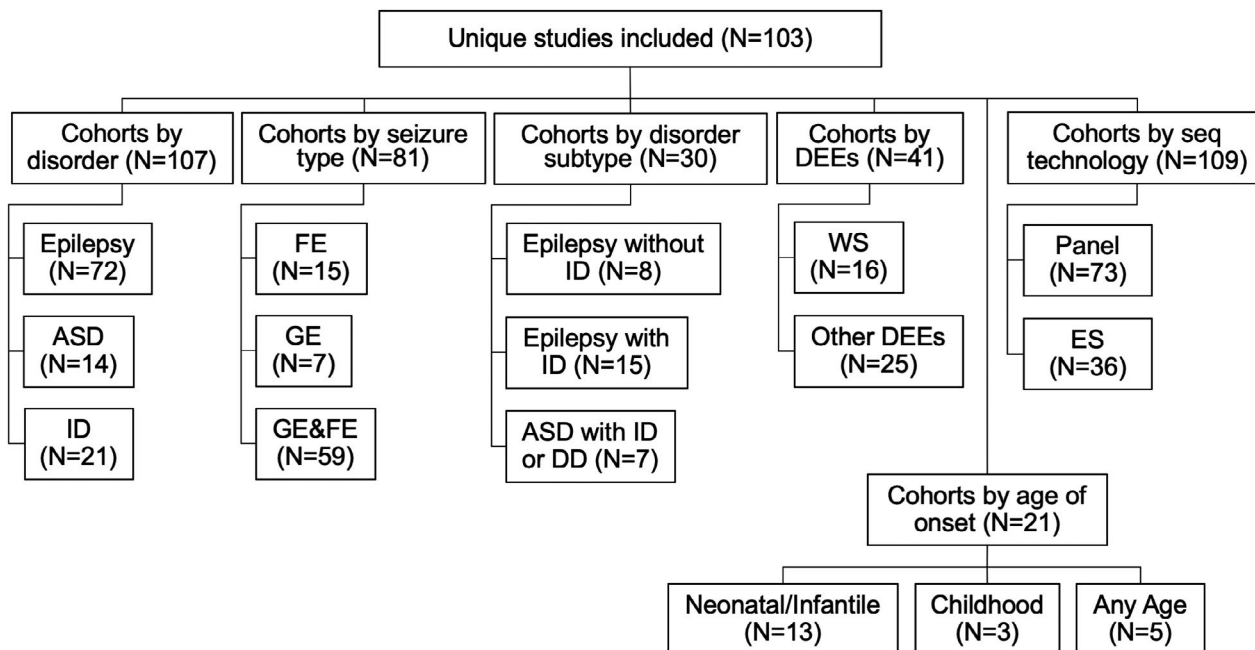 Unique studies included (N=103)
Cohorts by
disorder (N=107)
Epilepsy
(N=72)
ASD
(N=14)
ID
(N=21)
Cohorts by seizure
type (N=81)
FE
(N=15)
GE
(N=7)
GE&FE
(N=59)
Cohorts by disorder
subtype (N=30)
Epilepsy without
ID (N=8)
Epilepsy with
ID (N=15)
ASD with ID
or DD (N=7)
Cohorts by
DEEs (N=41)
WS
(N=16)
Other DEEs
(N=25)
Cohorts by seq
technology (N=109)
Panel
(N=73)
ES
(N=36)
Cohorts by age of
onset (N=21)
Neonatal/Infantile
(N=13)
Childhood
(N=3)
Any Age
(N=5)